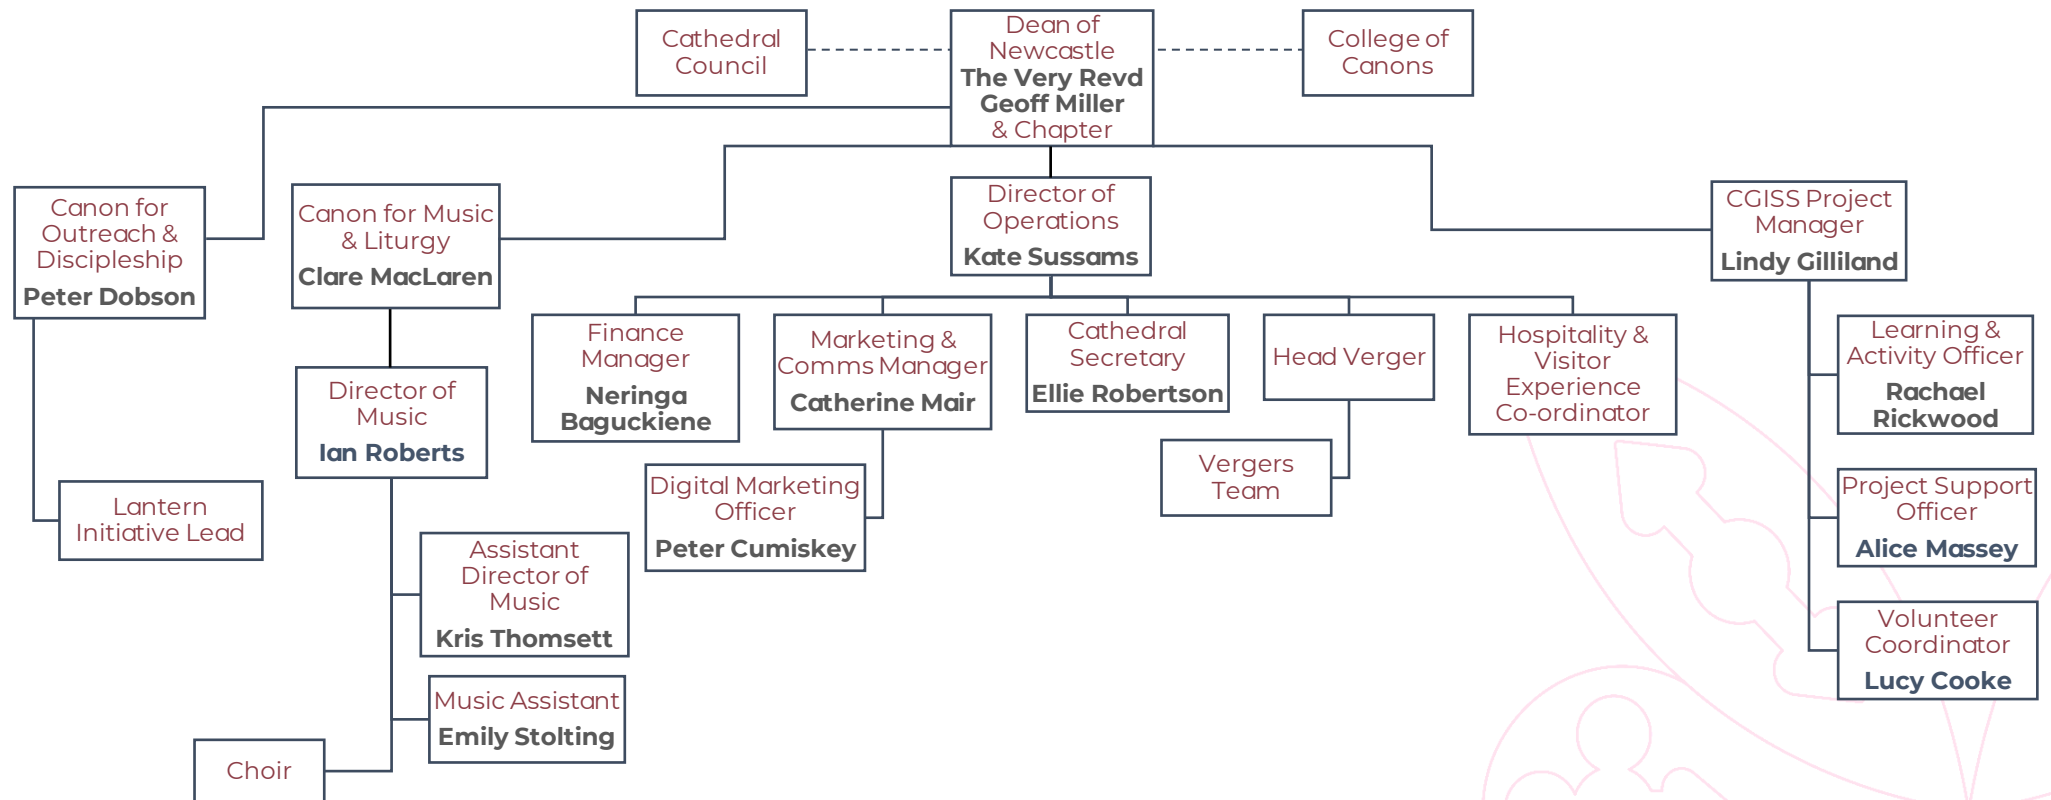 Cathedral
Council
Dean of
Newcastle
The Very Revd
Geoff Miller
& Chapter
College of
Canons
Canon for
Outreach &
Discipleship
Peter Dobson
Canon for Music
& Liturgy
Clare MacLaren
Director of
Operations
Kate Sussams
CGISS Project
Manager
Lindy Gilliland
Finance
Manager
Neringa
Baguckiene
Marketing &
Comms Manager
Catherine Mair
Cathedral
Secretary
Ellie Robertson
Head Verger
Hospitality &
Visitor
Experience
Co-ordinator
Learning &
Activity Officer
Rachael
Rickwood
Director of
Music
Ian Roberts
Digital Marketing
Officer
Peter Cumiskey
Vergers
Team
Project Support
Officer
Alice Massey
Lantern
Initiative Lead
Assistant
Director of
Music
Kris Thomsett
Volunteer
Coordinator
Lucy Cooke
Music Assistant
Emily Stolting
Choir